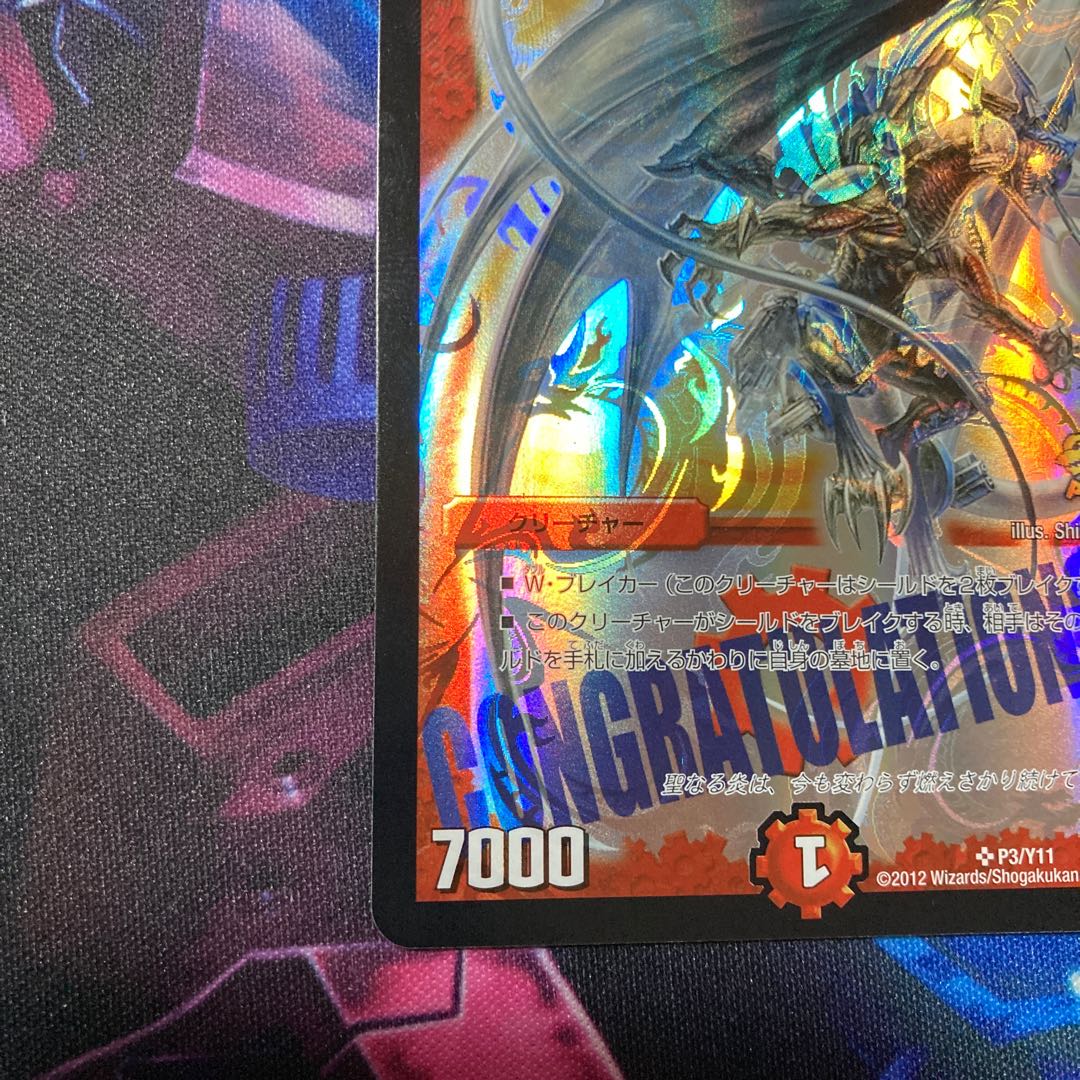 クリーチャー
illus. Shi
■ W・ブレイカー（このクリーチャーはシールドを2枚ブレイクす
■ このクリーチャーがシールドをブレイクする時、相手はその
ルドを手札に加えるかわりに自身の墓地に置く。
CONGRATULATIONS
聖なる炎は、今も変わらず燃えさかり続けて
7000
1
P3/Y11
©2012 Wizards/Shogakukan